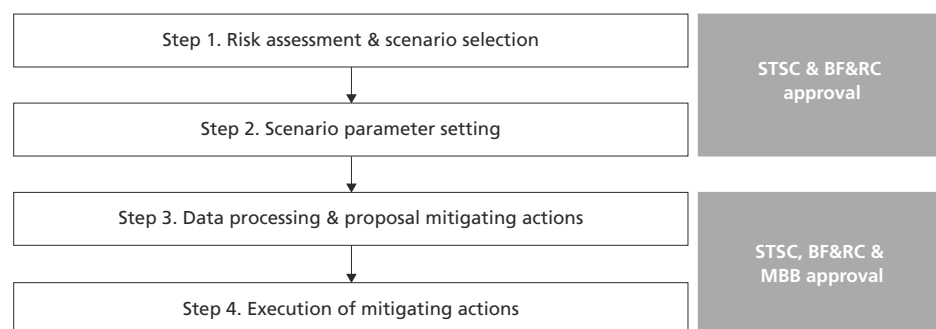 Step 1. Risk assessment & scenario selection
STSC & BF&RC
approval
Step 2. Scenario parameter setting
Step 3. Data processing & proposal mitigating actions
STSC, BF&RC &
MBB approval
Step 4. Execution of mitigating actions